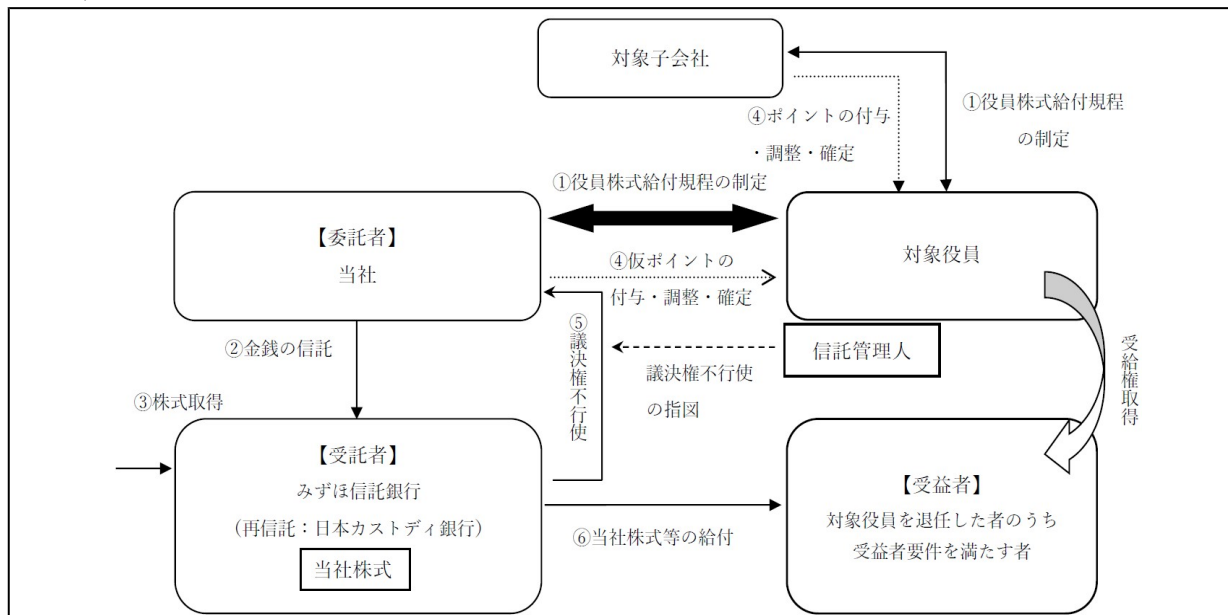 対象子会社
①役員株式給付規程
の制定
④ポイントの付与
・調整・確定
①役員株式給付規程の制定
【委託者】
当社
対象役員
④仮ポイントの
付与・調整・確定
②金銭の信託
⑤議決権不行使
議決権不行使
の指図
信託管理人
受給権取得
③株式取得
【受託者】
みずほ信託銀行
(再信託：日本カストディ銀行)
当社株式
⑥当社株式等の給付
【受益者】
対象役員を退任した者のうち
受益者要件を満たす者